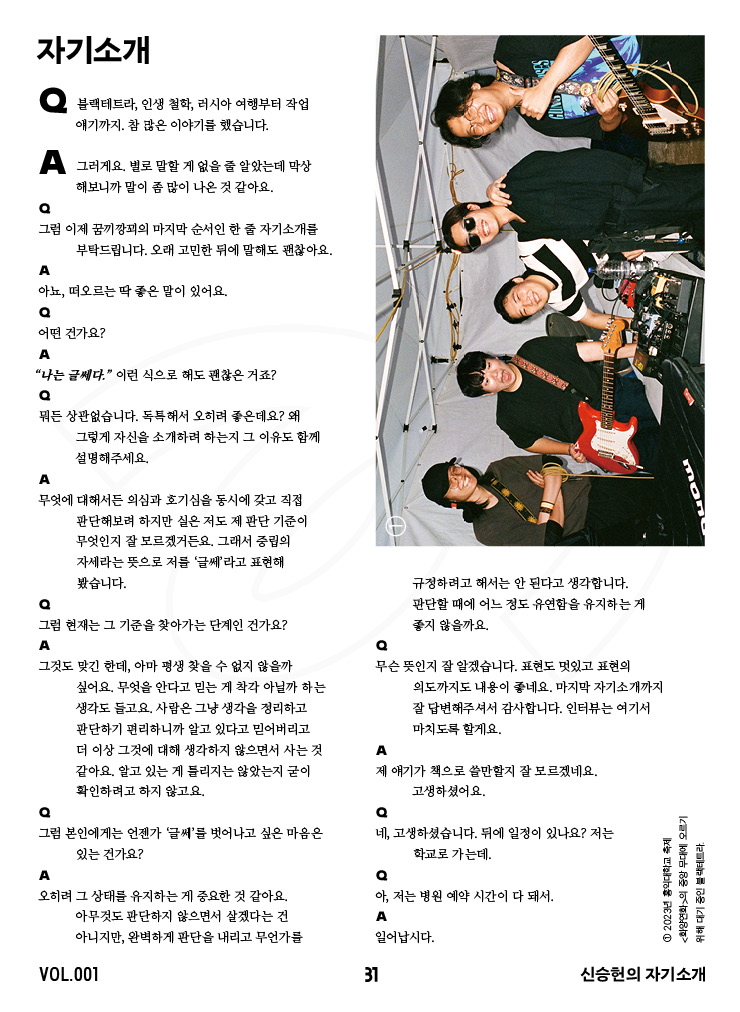 자기소개
Q 블랙테트라, 인생 철학, 러시아 여행부터 작업
얘기까지. 참 많은 이야기를 했습니다.
A 그러게요. 별로 말할 게 없을 줄 알았는데 막상
해보니까 말이 좀 많이 나온 것 같아요.
Q
그럼 이제 꿈끼깡꾀의 마지막 순서인 한 줄 자기소개를
부탁드립니다. 오래 고민한 뒤에 말해도 괜찮아요.
A
아뇨, 떠오르는 딱 좋은 말이 있어요.
Q
어떤 건가요?
A
“나는 글쎄다.” 이런 식으로 해도 괜찮은 거죠?
Q
뭐든 상관없습니다. 독특해서 오히려 좋은데요? 왜
그렇게 자신을 소개하려 하는지 그 이유도 함께
설명해주세요.
A
무엇에 대해서든 의심과 호기심을 동시에 갖고 직접
판단해보려 하지만 실은 저도 제 판단 기준이
무엇인지 잘 모르겠거든요. 그래서 중립의
자세라는 뜻으로 저를 ‘글쎄’라고 표현해
봤습니다.
Q
그럼 현재는 그 기준을 찾아가는 단계인 건가요?
A
그것도 맞긴 한데, 아마 평생 찾을 수 없지 않을까
싶어요. 무엇을 안다고 믿는 게 착각 아닐까 하는
생각도 들고요. 사람은 그냥 생각을 정리하고
판단하기 편리하니까 알고 있다고 믿어버리고
더 이상 그것에 대해 생각하지 않으면서 사는 것
같아요. 알고 있는 게 틀리지는 않았는지 굳이
확인하려고 하지 않고요.
Q
그럼 본인에게는 언젠가 ‘글쎄’를 벗어나고 싶은 마음은
있는 건가요?
A
오히려 그 상태를 유지하는 게 중요한 것 같아요.
아무것도 판단하지 않으면서 살겠다는 건
아니지만, 완벽하게 판단을 내리고 무언가를
규정하려고 해서는 안 된다고 생각합니다.
판단할 때에 어느 정도 유연함을 유지하는 게
좋지 않을까요.
Q
무슨 뜻인지 잘 알겠습니다. 표현도 멋있고 표현의
의도까지도 내용이 좋네요. 마지막 자기소개까지
잘 답변해주셔서 감사합니다. 인터뷰는 여기서
마치도록 할게요.
A
제 얘기가 책으로 쓸만할지 잘 모르겠네요.
고생하셨어요.
Q
네, 고생하셨습니다. 뒤에 일정이 있나요? 저는
학교로 가는데.
Q
아, 저는 병원 예약 시간이 다 돼서.
A
일어납시다.
①
mono
① 2023년 홍익대학교 축제
<화양연화>의 중앙 무대에 오르기
위해 대기 중인 블랙테트라.
VOL.001
31
신승헌의 자기소개